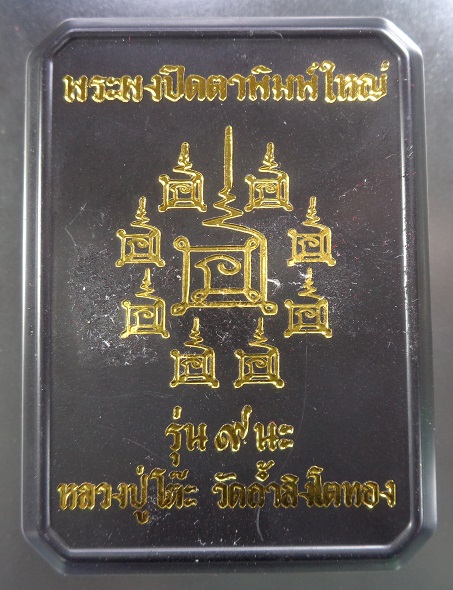 พระผงปิดตาพิมพ์ใหญ่
รุ่น ๙ นะ
หลวงปู่โต๊ะ วัดถ้ำสิงโตทอง